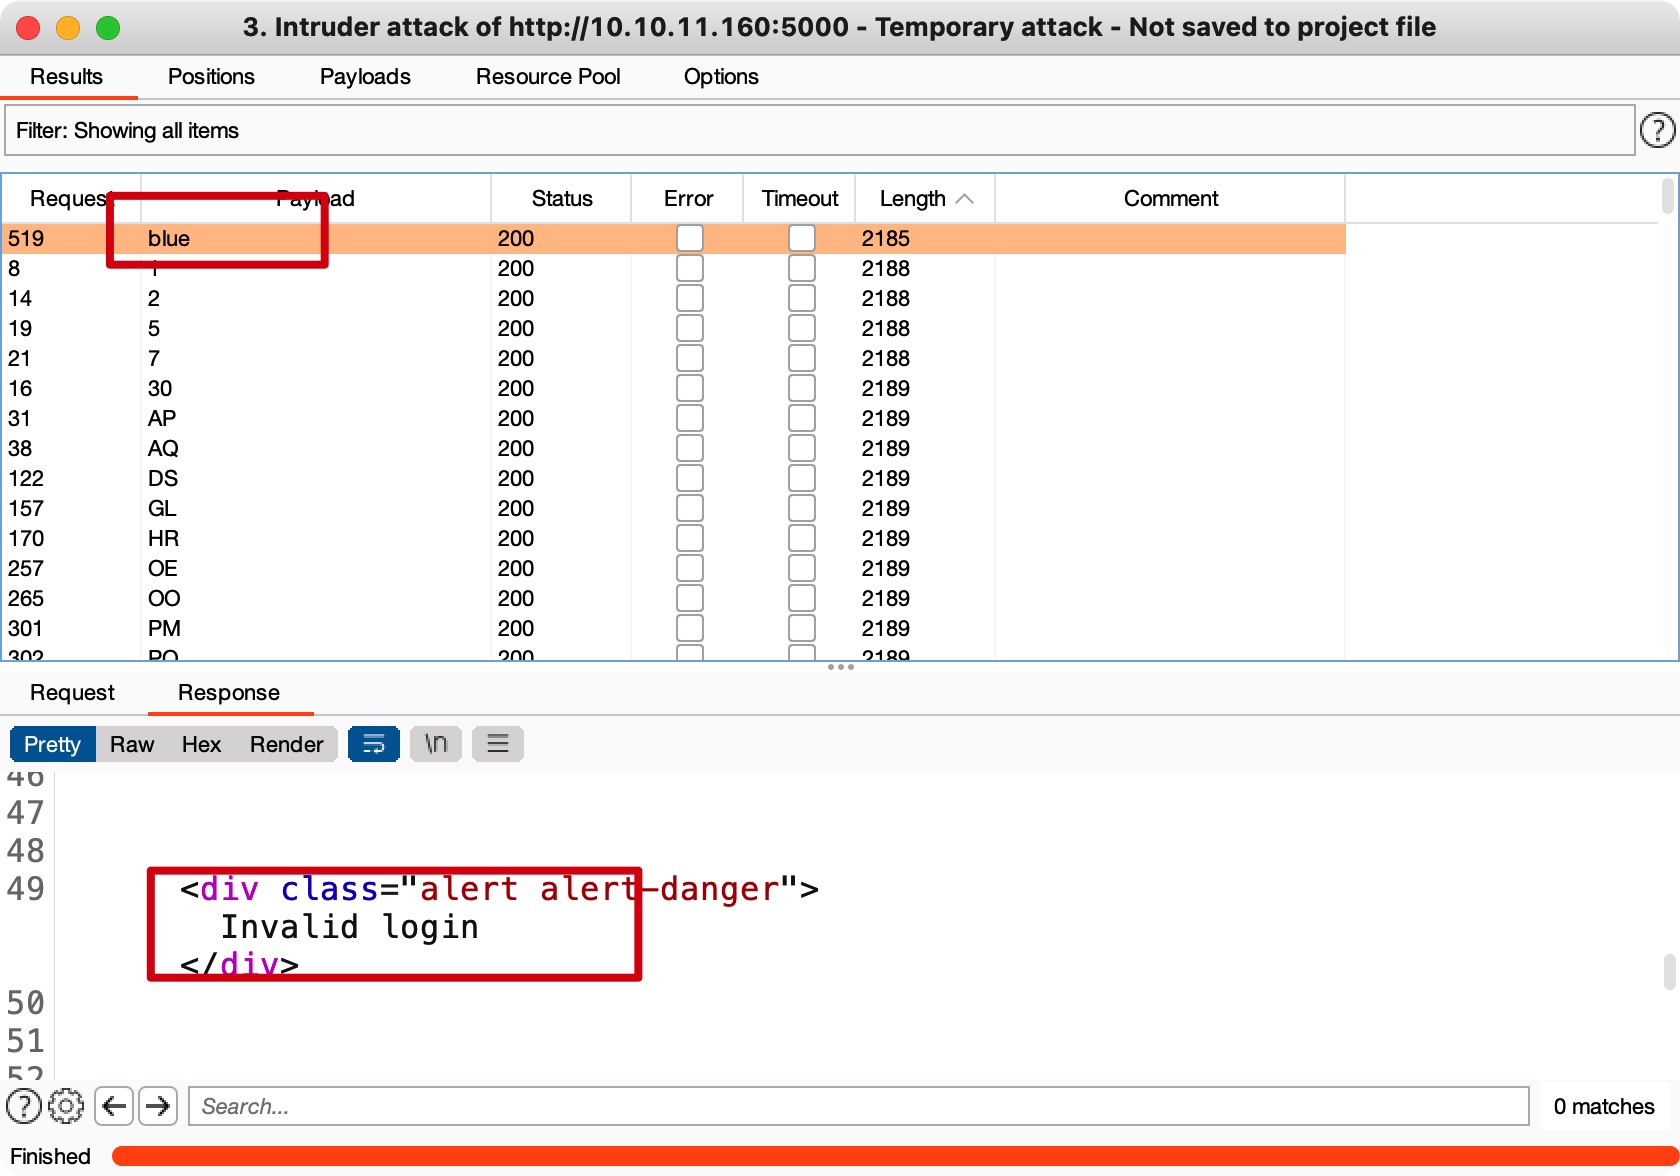 3. Intruder attack of http://10.10.11.160:5000 - Temporary attack - Not saved to project file
Results Positions Payloads Resource Pool Options
Filter: Showing all items
?
Request Payload Status Error Timeout Length Comment
519 blue 200 2185
8 1 200 2188
14 2 200 2188
19 5 200 2188
21 7 200 2188
16 30 200 2189
31 AP 200 2189
38 AQ 200 2189
122 DS 200 2189
157 GL 200 2189
170 HR 200 2189
257 OE 200 2189
265 OO 200 2189
301 PM 200 2189
302 PQ 200 2189
Request Response
Pretty Raw Hex Render \n
46
47
48
49 <div class="alert alert-danger">
Invalid login
</div>
50
51
52
? Search... 0 matches
Finished